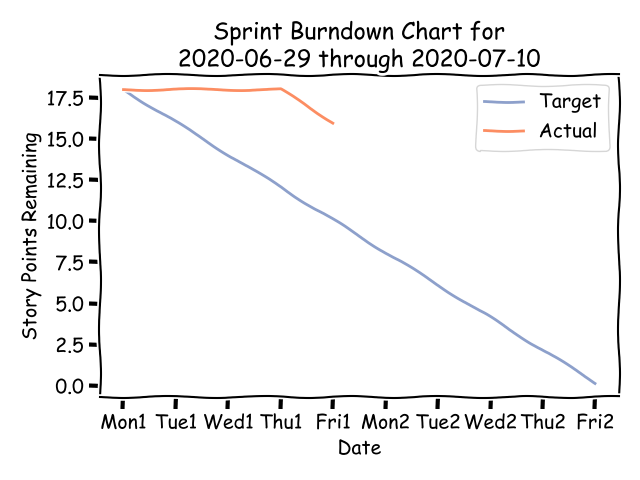 Sprint Burndown Chart for
2020-06-29 through 2020-07-10
17.5
15.0
12.5
10.0
7.5
5.0
2.5
0.0
Story Points Remaining
Target
Actual
Mon1 Tue1 Wed1 Thu1 Fri1 Mon2 Tue2 Wed2 Thu2 Fri2
Date